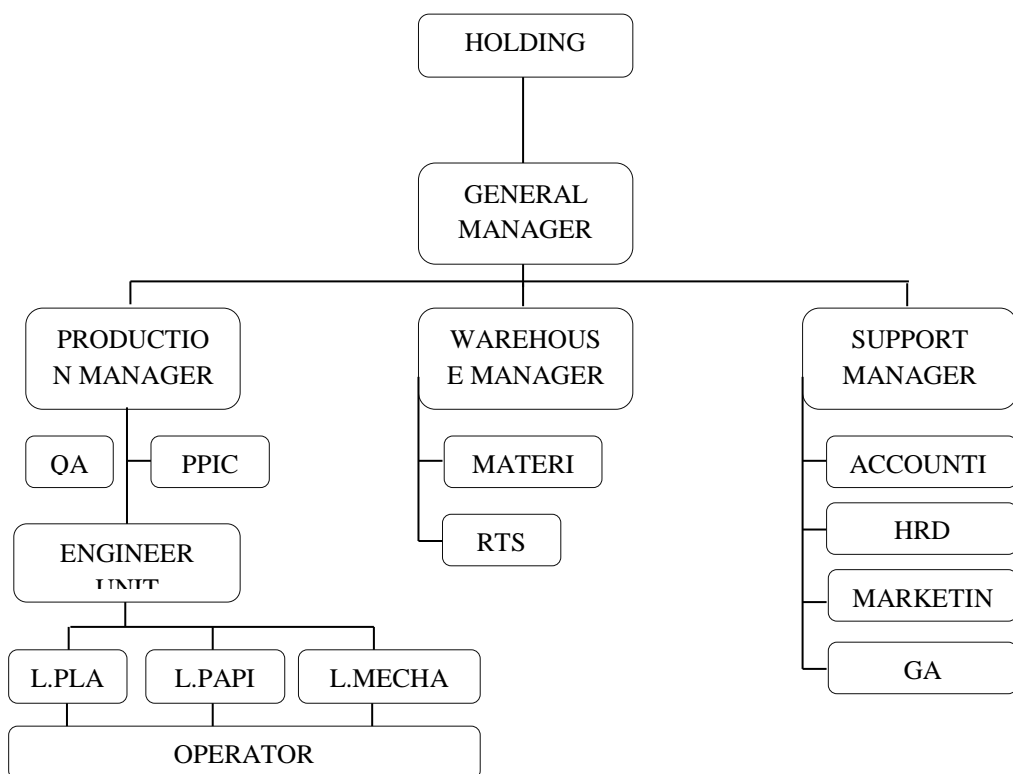 HOLDING
GENERAL
MANAGER
PRODUCTIO
N MANAGER
WAREHOUS
E MANAGER
SUPPORT
MANAGER
QA
PPIC
MATERI
ACCOUNTI
RTS
HRD
ENGINEER
UNIT
MARKETIN
L.PLA
L.PAPI
L.MECHA
GA
OPERATOR